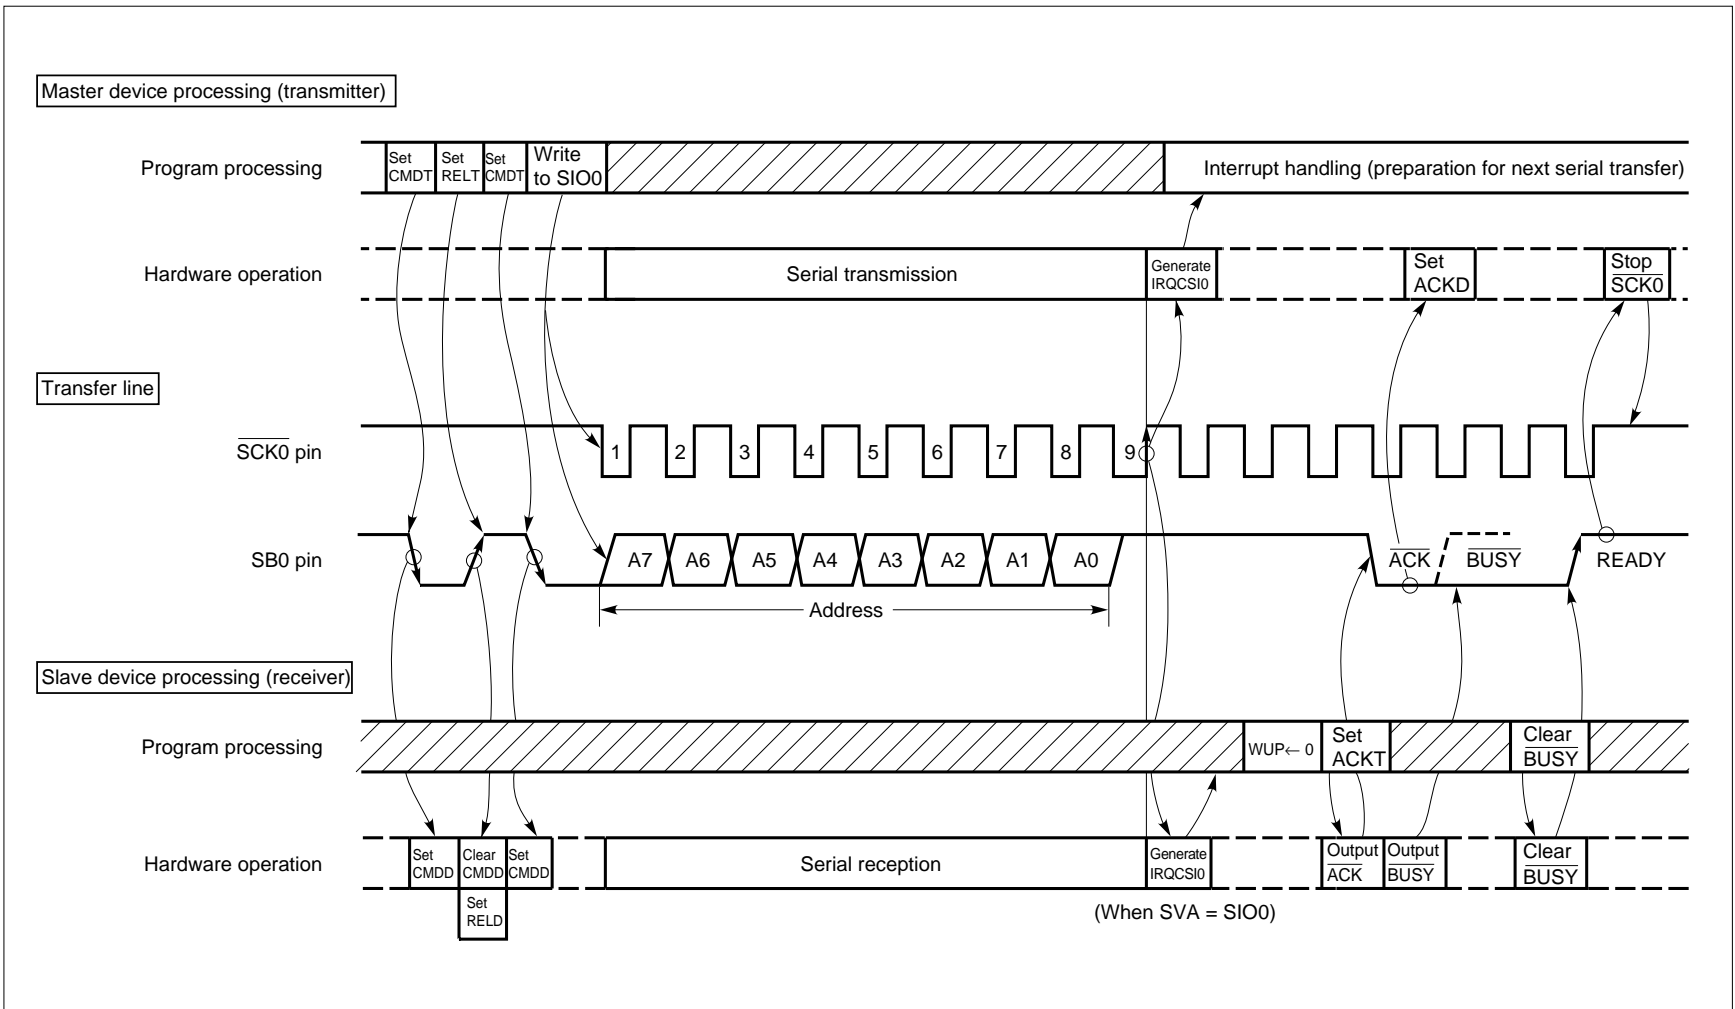 Master device processing (transmitter)
Program processing
Set
CMDT
Set
RELT
Set
CMDT
Write
to SIO0
Interrupt handling (preparation for next serial transfer)
Hardware operation
Serial transmission
Generate
IRQCSI0
Set
ACKD
Stop
SCK0
Transfer line
SCK0 pin
1 2 3 4 5 6 7 8 9
SB0 pin
A7 A6 A5 A4 A3 A2 A1 A0
ACK
BUSY
READY
Address
Slave device processing (receiver)
Program processing
WUP← 0
Set
ACKT
Clear
BUSY
Hardware operation
Set
CMDD
Clear
CMDD
Set
CMDD
Set
RELD
Serial reception
Generate
IRQCSI0
Output
ACK
Output
BUSY
Clear
BUSY
(When SVA = SIO0)